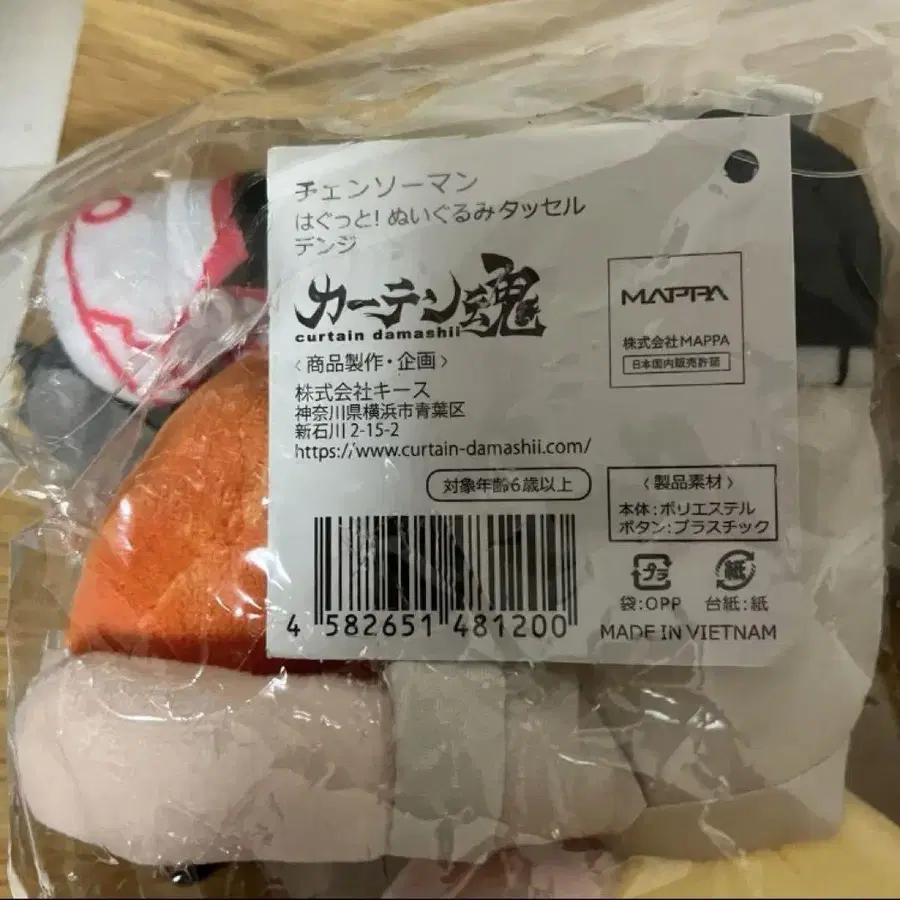 チェンソーマン
はぐっと! ぬいぐるみタッセル
デンジ
カーテン魂
curtain damashii
〈商品製作・企画〉
株式会社キース
神奈川県横浜市青葉区
新石川 2-15-2
https://www.curtain-damashii.com/
対象年齢6歳以上
4 582651 481200
MAPPA
株式会社MAPPA
日本国内販売許諾
〈製品素材〉
本体:ポリエステル
ボタン:プラスチック
プラ 紙
袋:OPP 台紙:紙
MADE IN VIETNAM